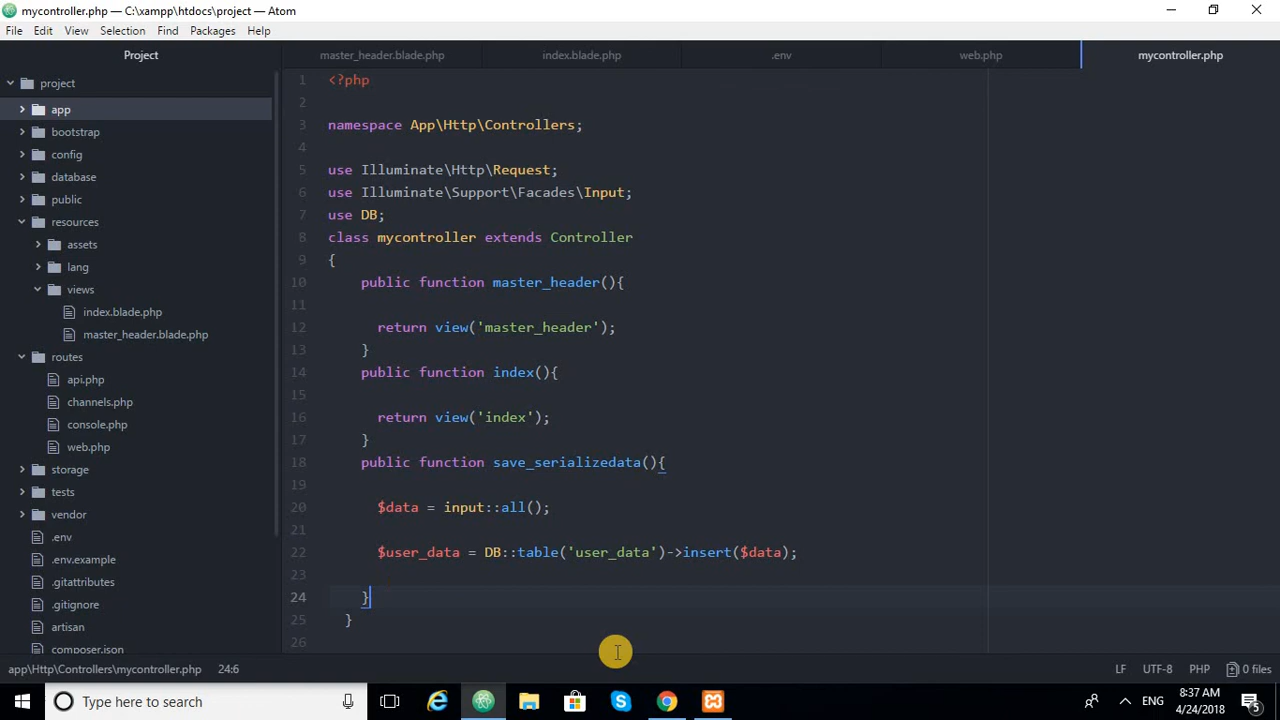 mycontroller.php — C:\xampp\htdocs\project — Atom
File Edit View Selection Find Packages Help
Project
master_header.blade.php index.blade.php .env web.php mycontroller.php
project
app
bootstrap
config
database
public
resources
assets
lang
views
index.blade.php
master_header.blade.php
routes
api.php
channels.php
console.php
web.php
storage
tests
vendor
.env
.env.example
.gitattributes
.gitignore
artisan
composer.json
1 <?php
2
3 namespace App\Http\Controllers;
4
5 use Illuminate\Http\Request;
6 use Illuminate\Support\Facades\Input;
7 use DB;
8 class mycontroller extends Controller
9 {
10 public function master_header(){
11
12 return view('master_header');
13 }
14 public function index(){
15
16 return view('index');
17 }
18 public function save_serializedata(){
19
20 $data = input::all();
21
22 $user_data = DB::table('user_data')->insert($data);
23
24 }
25 }
26
app\Http\Controllers\mycontroller.php 24:6 LF UTF-8 PHP 0 files
Type here to search
ENG
8:37 AM
4/24/2018
5